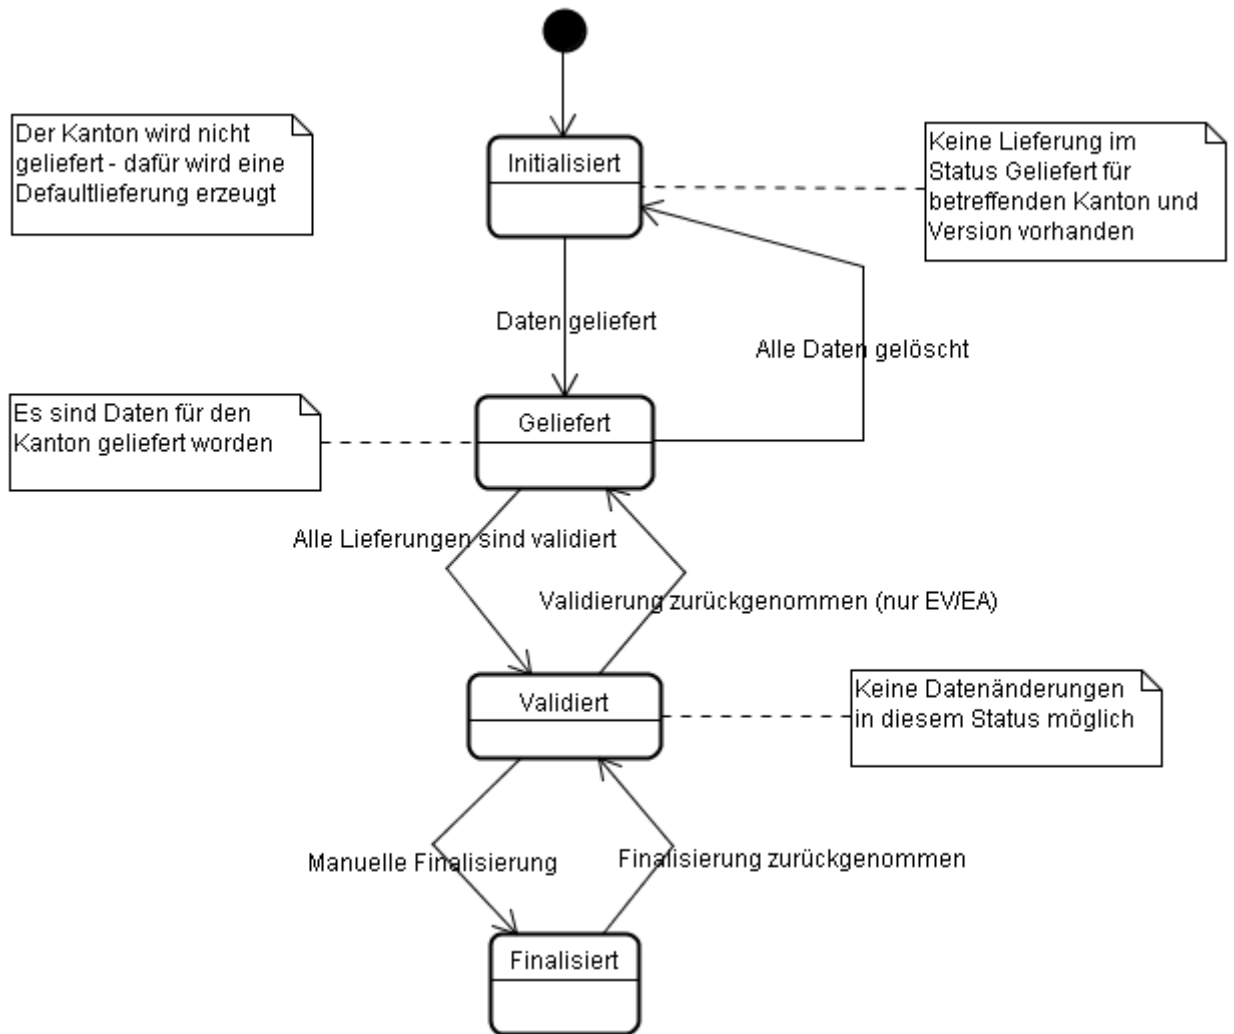 Der Kanton wird nicht
geliefert - dafür wird eine
Defaultlieferung erzeugt
Initialisiert
Keine Lieferung im
Status Geliefert für
betreffenden Kanton und
Version vorhanden
Daten geliefert
Alle Daten gelöscht
Es sind Daten für den
Kanton geliefert worden
Geliefert
Alle Lieferungen sind validiert
Validierung zurückgenommen (nur EV/EA)
Validiert
Keine Datenänderungen
in diesem Status möglich
Manuelle Finalisierung
Finalisierung zurückgenommen
Finalisiert